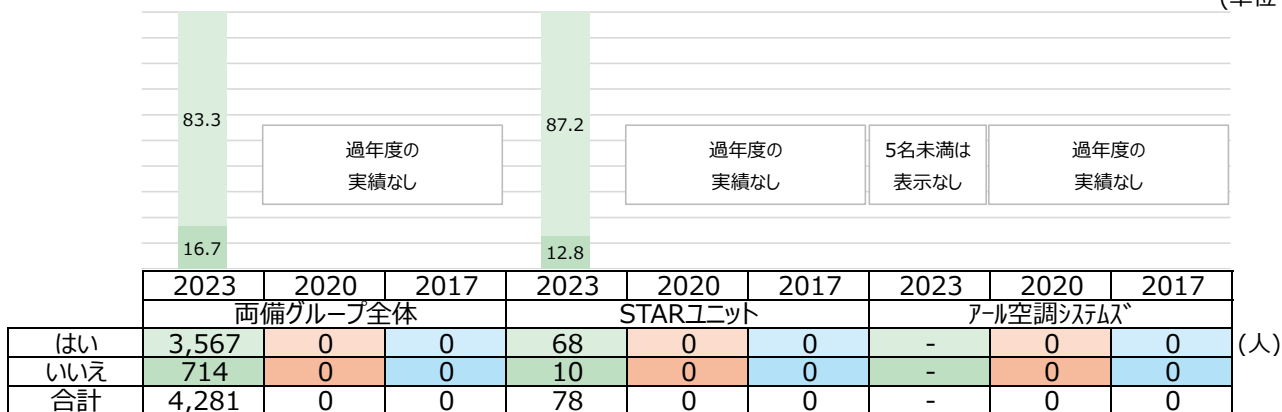 (単位
83.3
87.2
過年度の
実績なし
過年度の
実績なし
5名未満は
表示なし
過年度の
実績なし
16.7
12.8
2023 2020 2017 2023 2020 2017 2023 2020 2017
両備グループ全体 STARユニット アール空調システムズ
はい 3,567 0 0 68 0 0 - 0 0 (人)
いいえ 714 0 0 10 0 0 - 0 0
合計 4,281 0 0 78 0 0 - 0 0